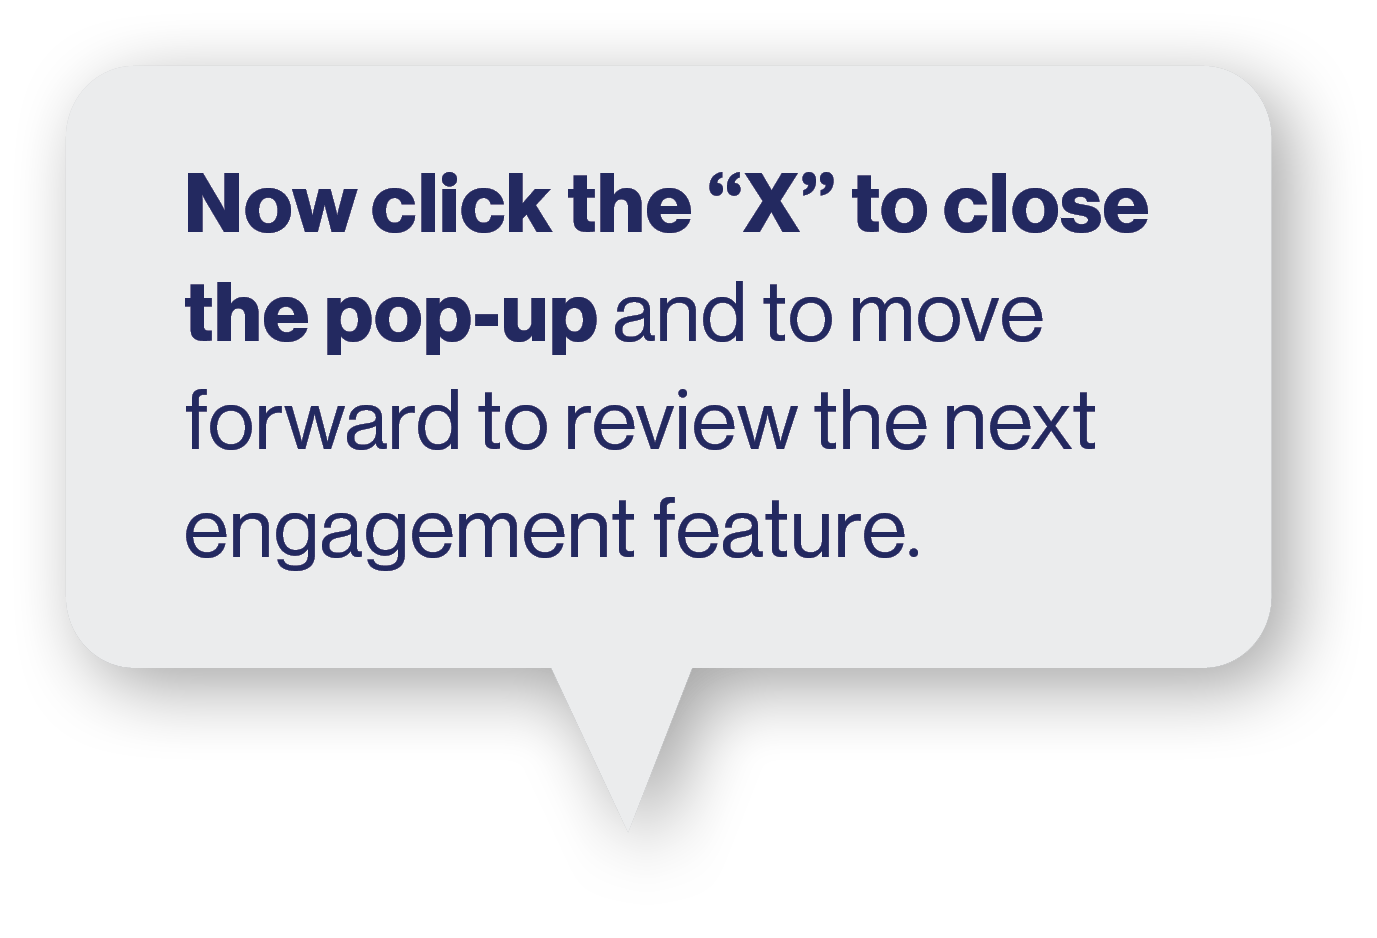 Now click the “X” to close
the pop-up and to move
forward to review the next
engagement feature.